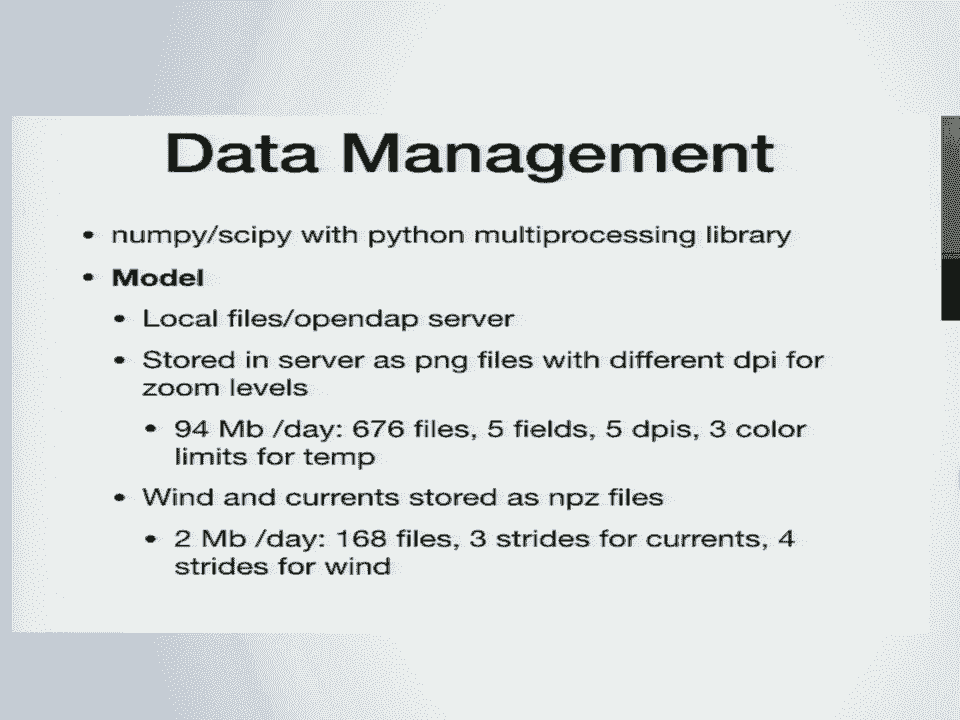 Data Management
• numpy/scipy with python multiprocessing library
• Model
• Local files/opendap server
• Stored in server as png files with different dpi for
zoom levels
• 94 Mb /day: 676 files, 5 fields, 5 dpis, 3 color
limits for temp
• Wind and currents stored as npz files
• 2 Mb /day: 168 files, 3 strides for currents, 4
strides for wind